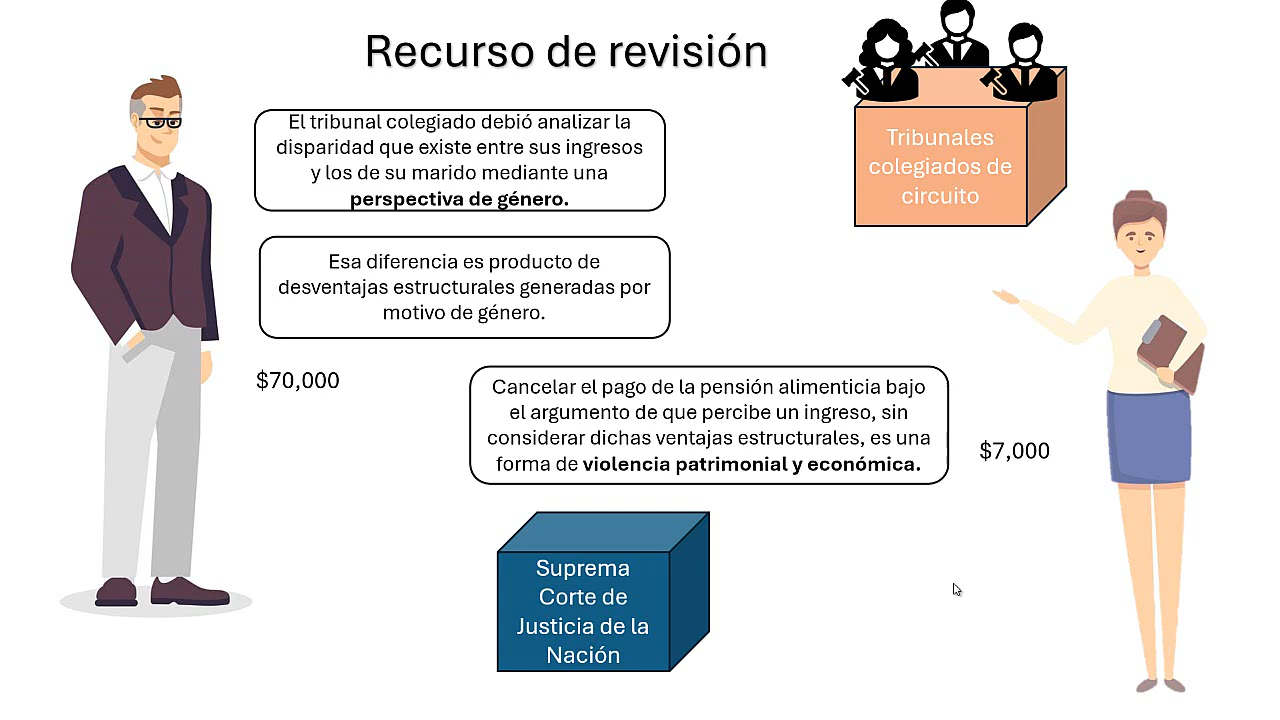 Recurso de revisión
Tribunales
colegiados de
circuito
El tribunal colegiado debió analizar la
disparidad que existe entre sus ingresos
y los de su marido mediante una
perspectiva de género.
Esa diferencia es producto de
desventajas estructurales generadas por
motivo de género.
$70,000
Cancelar el pago de la pensión alimenticia bajo
el argumento de que percibe un ingreso, sin
considerar dichas ventajas estructurales, es una
forma de violencia patrimonial y económica.
$7,000
Suprema
Corte de
Justicia de la
Nación